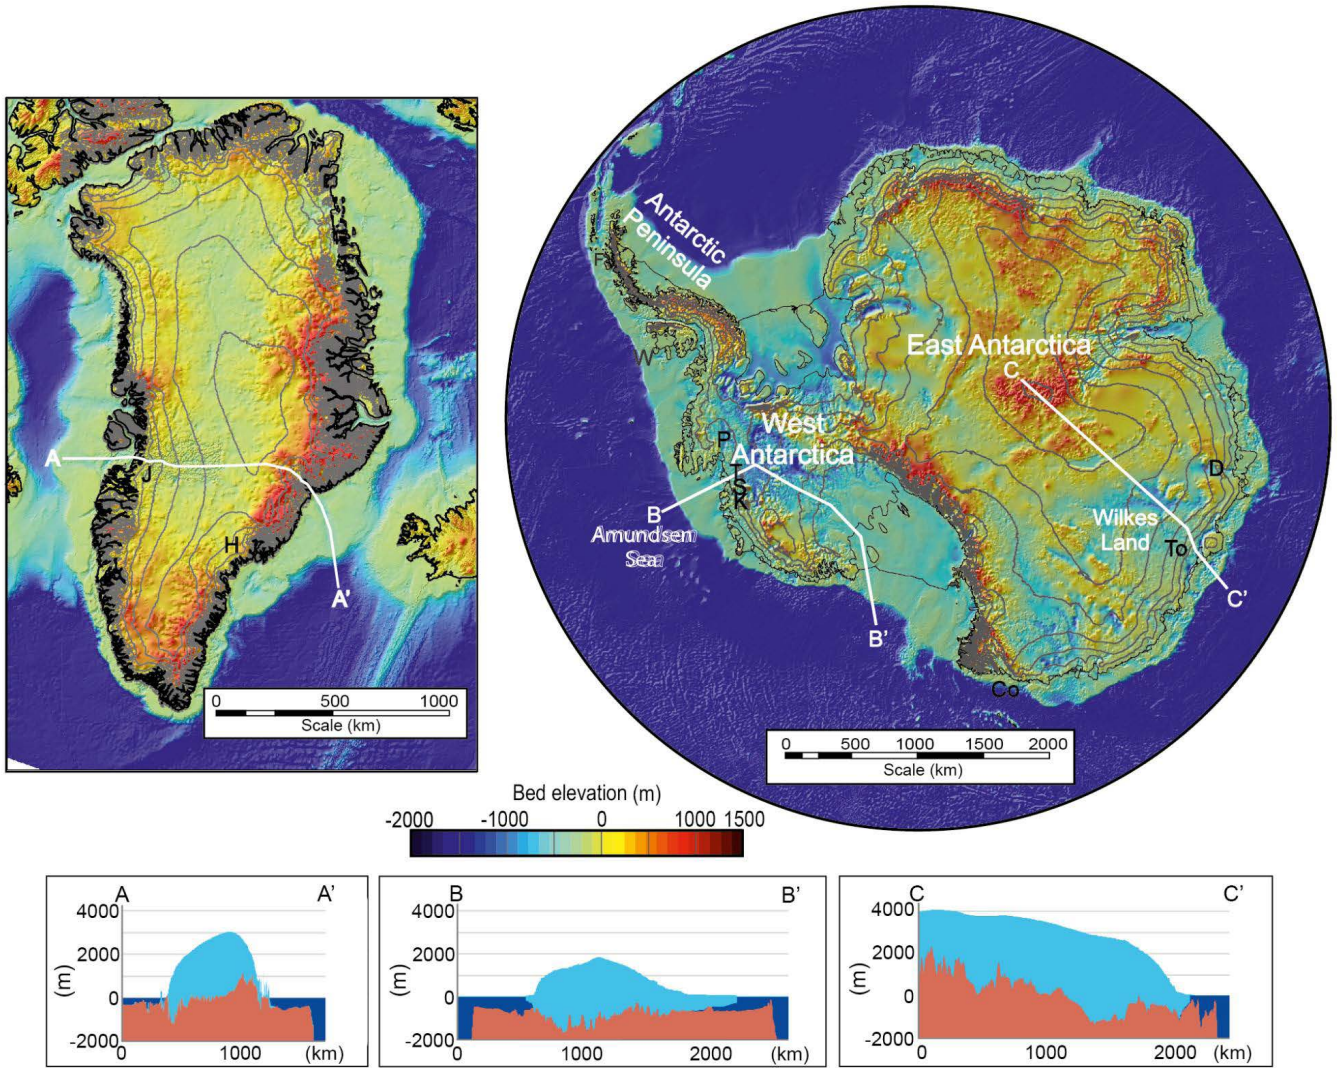 Antarctic
Peninsula
F
W
East Antarctica
C
West
Antarctica
P
T
S
K
D
B
Amundsen
Sea
Wilkes
Land
To
C'
B'
Co
A
J
H
A'
0 500 1000
Scale (km)
0 500 1000 1500 2000
Scale (km)
Bed elevation (m)
-2000 -1000 0 1000 1500
A A'
4000
2000
0
-2000
(m)
0 1000 (km)
B B'
4000
2000
0
-2000
(m)
0 1000 2000 (km)
C C'
4000
2000
0
-2000
(m)
0 1000 2000 (km)